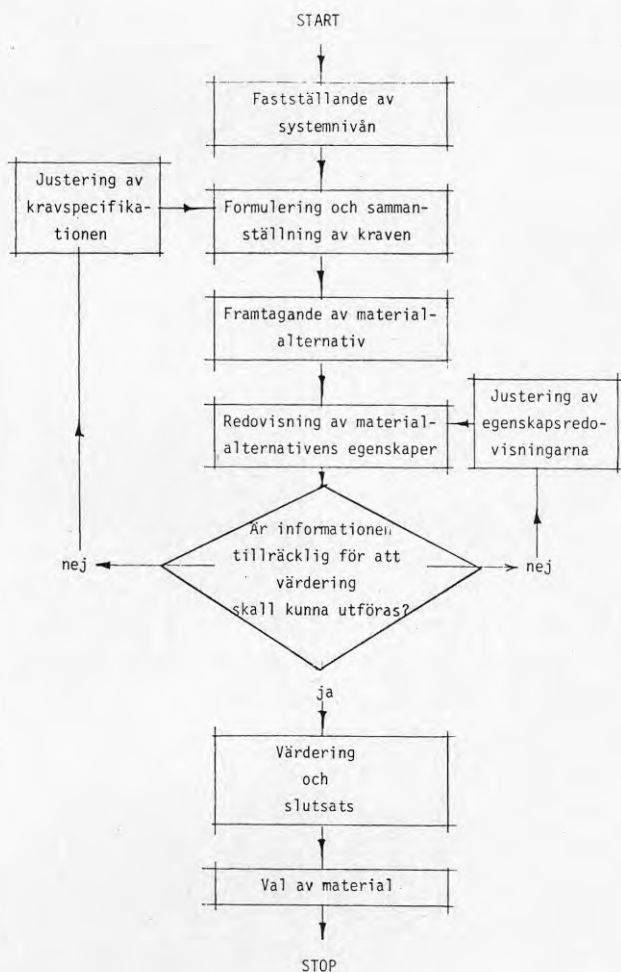 START
Fastställande av
systemnivån
Justering av
kravspecifika-
tionen
Formulering och samman-
ställning av kraven
Framtagande av material-
alternativ
Redovisning av material-
alternativens egenskaper
Justering av
egenskapsredo-
visningarna
Är informationen
tillräcklig för att
värdering
skall kunna utföras?
nej
nej
ja
Värdering
och
slutsats
Val av material
STOP